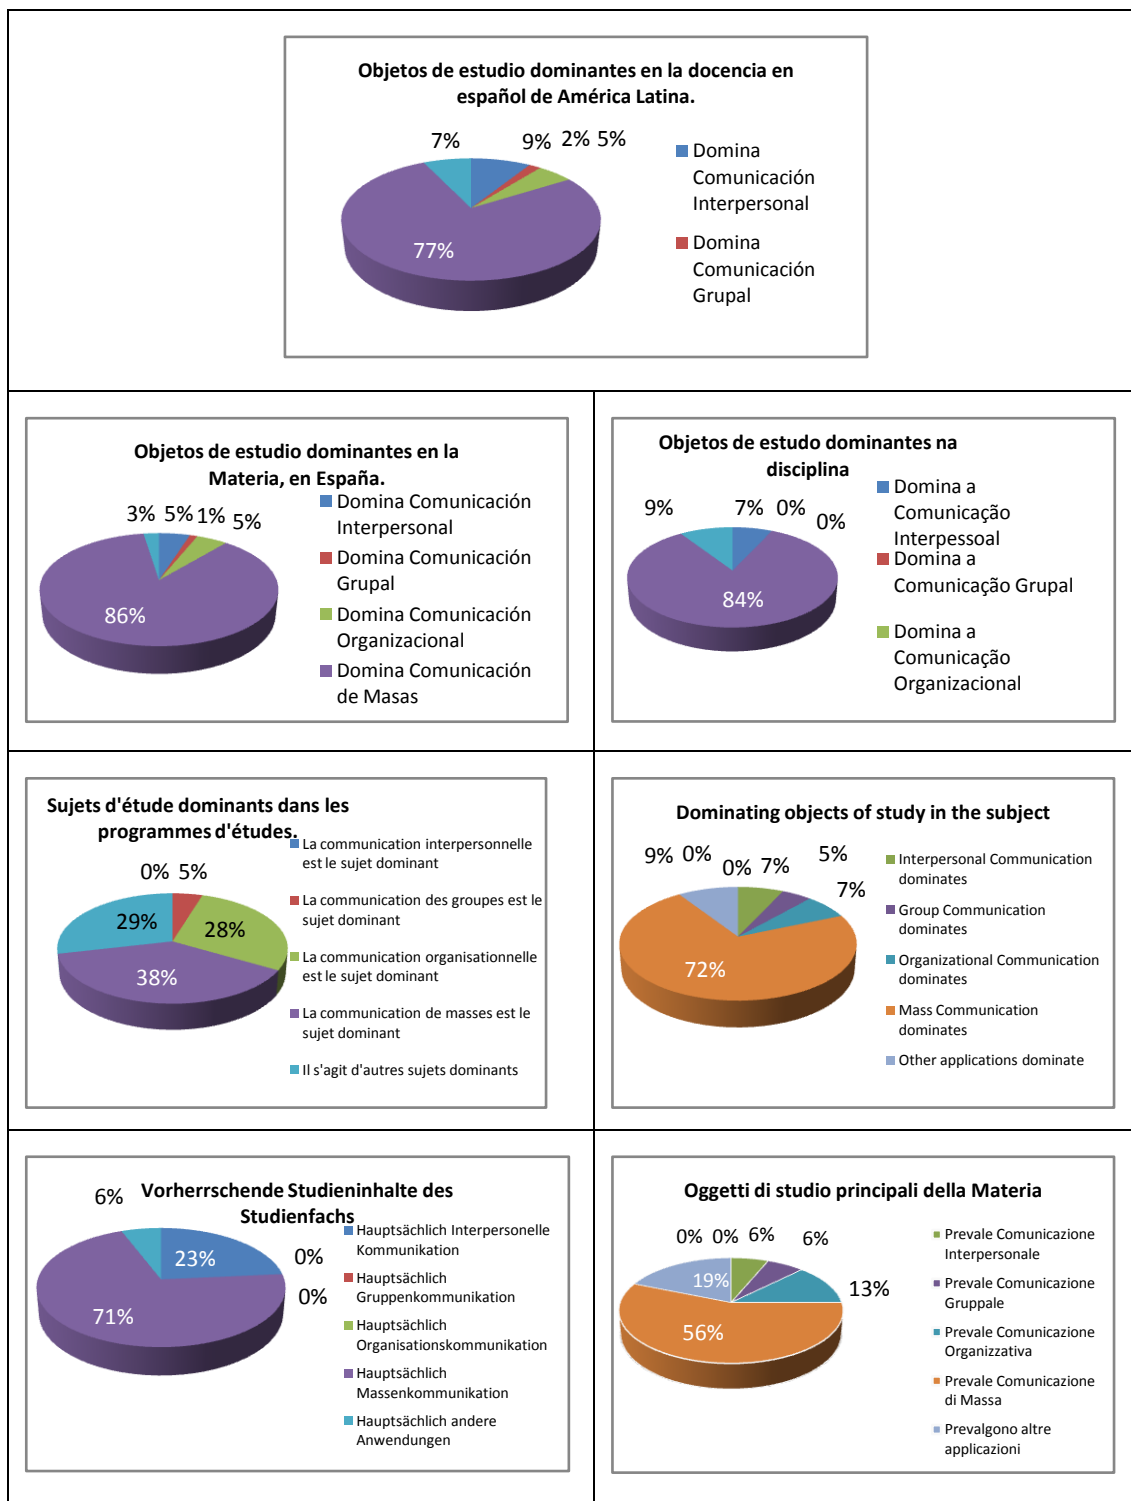 Objetos de estudio dominantes en la docencia en
español de América Latina.
7%
9%
2%
5%
77%
Domina
Comunicación
Interpersonal
Domina
Comunicación
Grupal
Objetos de estudio dominantes en la
Materia, en España.
3%
5%
1%
5%
86%
Domina Comunicación
Interpersonal
Domina Comunicación
Grupal
Domina Comunicación
Organizacional
Domina Comunicación
de Masas
Objetos de estudo dominantes na
disciplina
9%
7%
0%
0%
84%
Domina a
Comunicação
Interpessoal
Domina a
Comunicação Grupal
Domina a
Comunicação
Organizacional
Sujets d'étude dominants dans les
programmes d'études.
0%
5%
29%
28%
38%
La communication interpersonnelle
est le sujet dominant
La communication des groupes est le
sujet dominant
La communication organisationnelle
est le sujet dominant
La communication de masses est le
sujet dominant
Il s'agit d'autres sujets dominants
Dominating objects of study in the subject
9%
0%
0%
7%
5%
7%
72%
Interpersonal Communication
dominates
Group Communication
dominates
Organizational Communication
dominates
Mass Communication
dominates
Other applications dominate
Vorherrschende Studieninhalte des
Studienfachs
6%
23%
0%
0%
71%
Hauptsächlich Interpersonelle
Kommunikation
Hauptsächlich
Gruppenkommunikation
Hauptsächlich
Organisationskommunikation
Hauptsächlich
Massenkommunikation
Hauptsächlich andere
Anwendungen
Oggetti di studio principali della Materia
0%
0%
6%
6%
13%
19%
56%
Prevale Comunicazione
Interpersonale
Prevale Comunicazione
Gruppale
Prevale Comunicazione
Organizzativa
Prevale Comunicazione
di Massa
Prevalgono altre
applicazioni